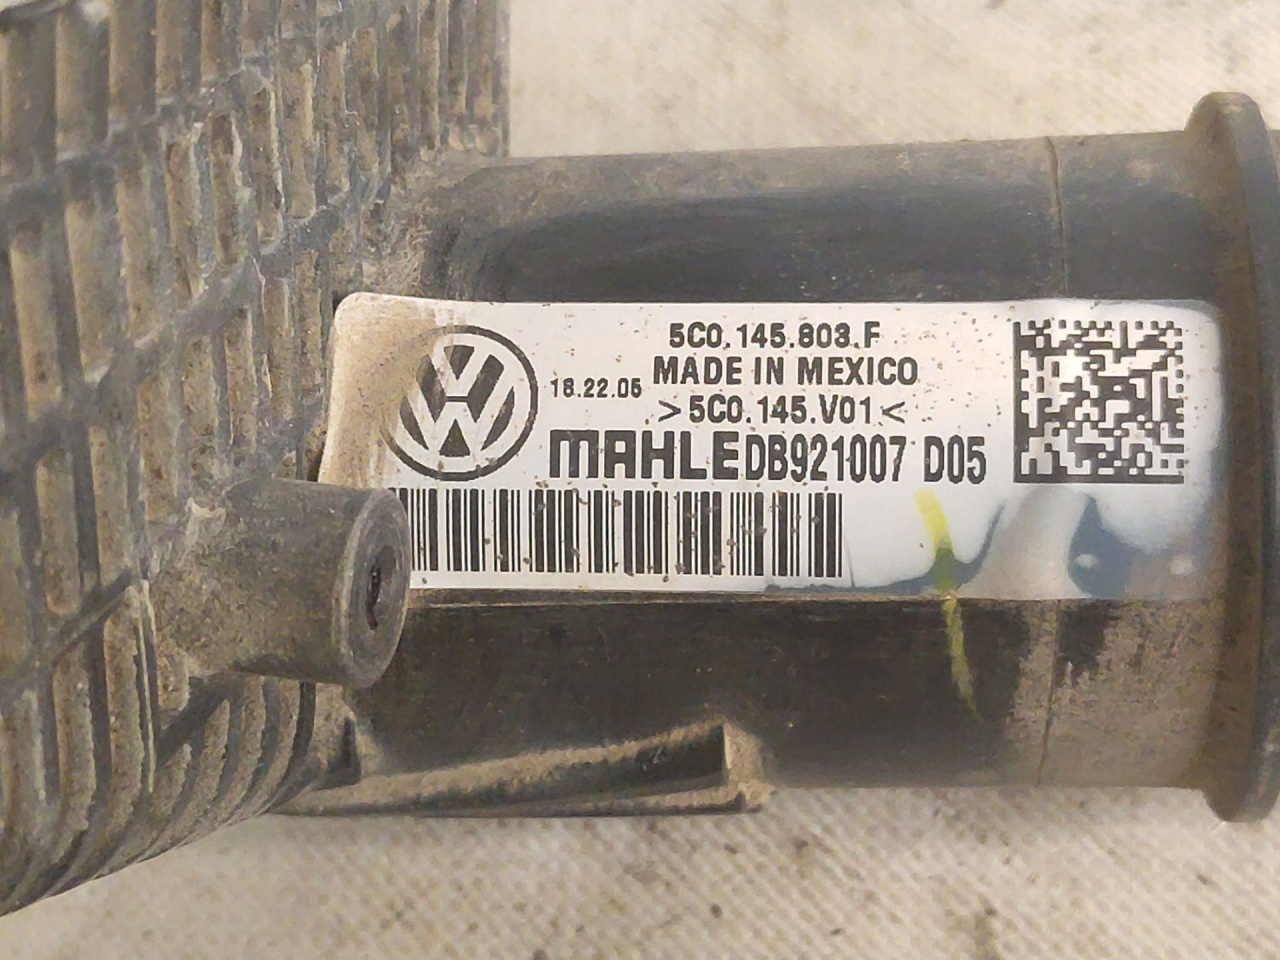 5C0.145.803.F
18.22.05 MADE IN MEXICO
>5C0.145.V01<
MAHLE DB921007 D05